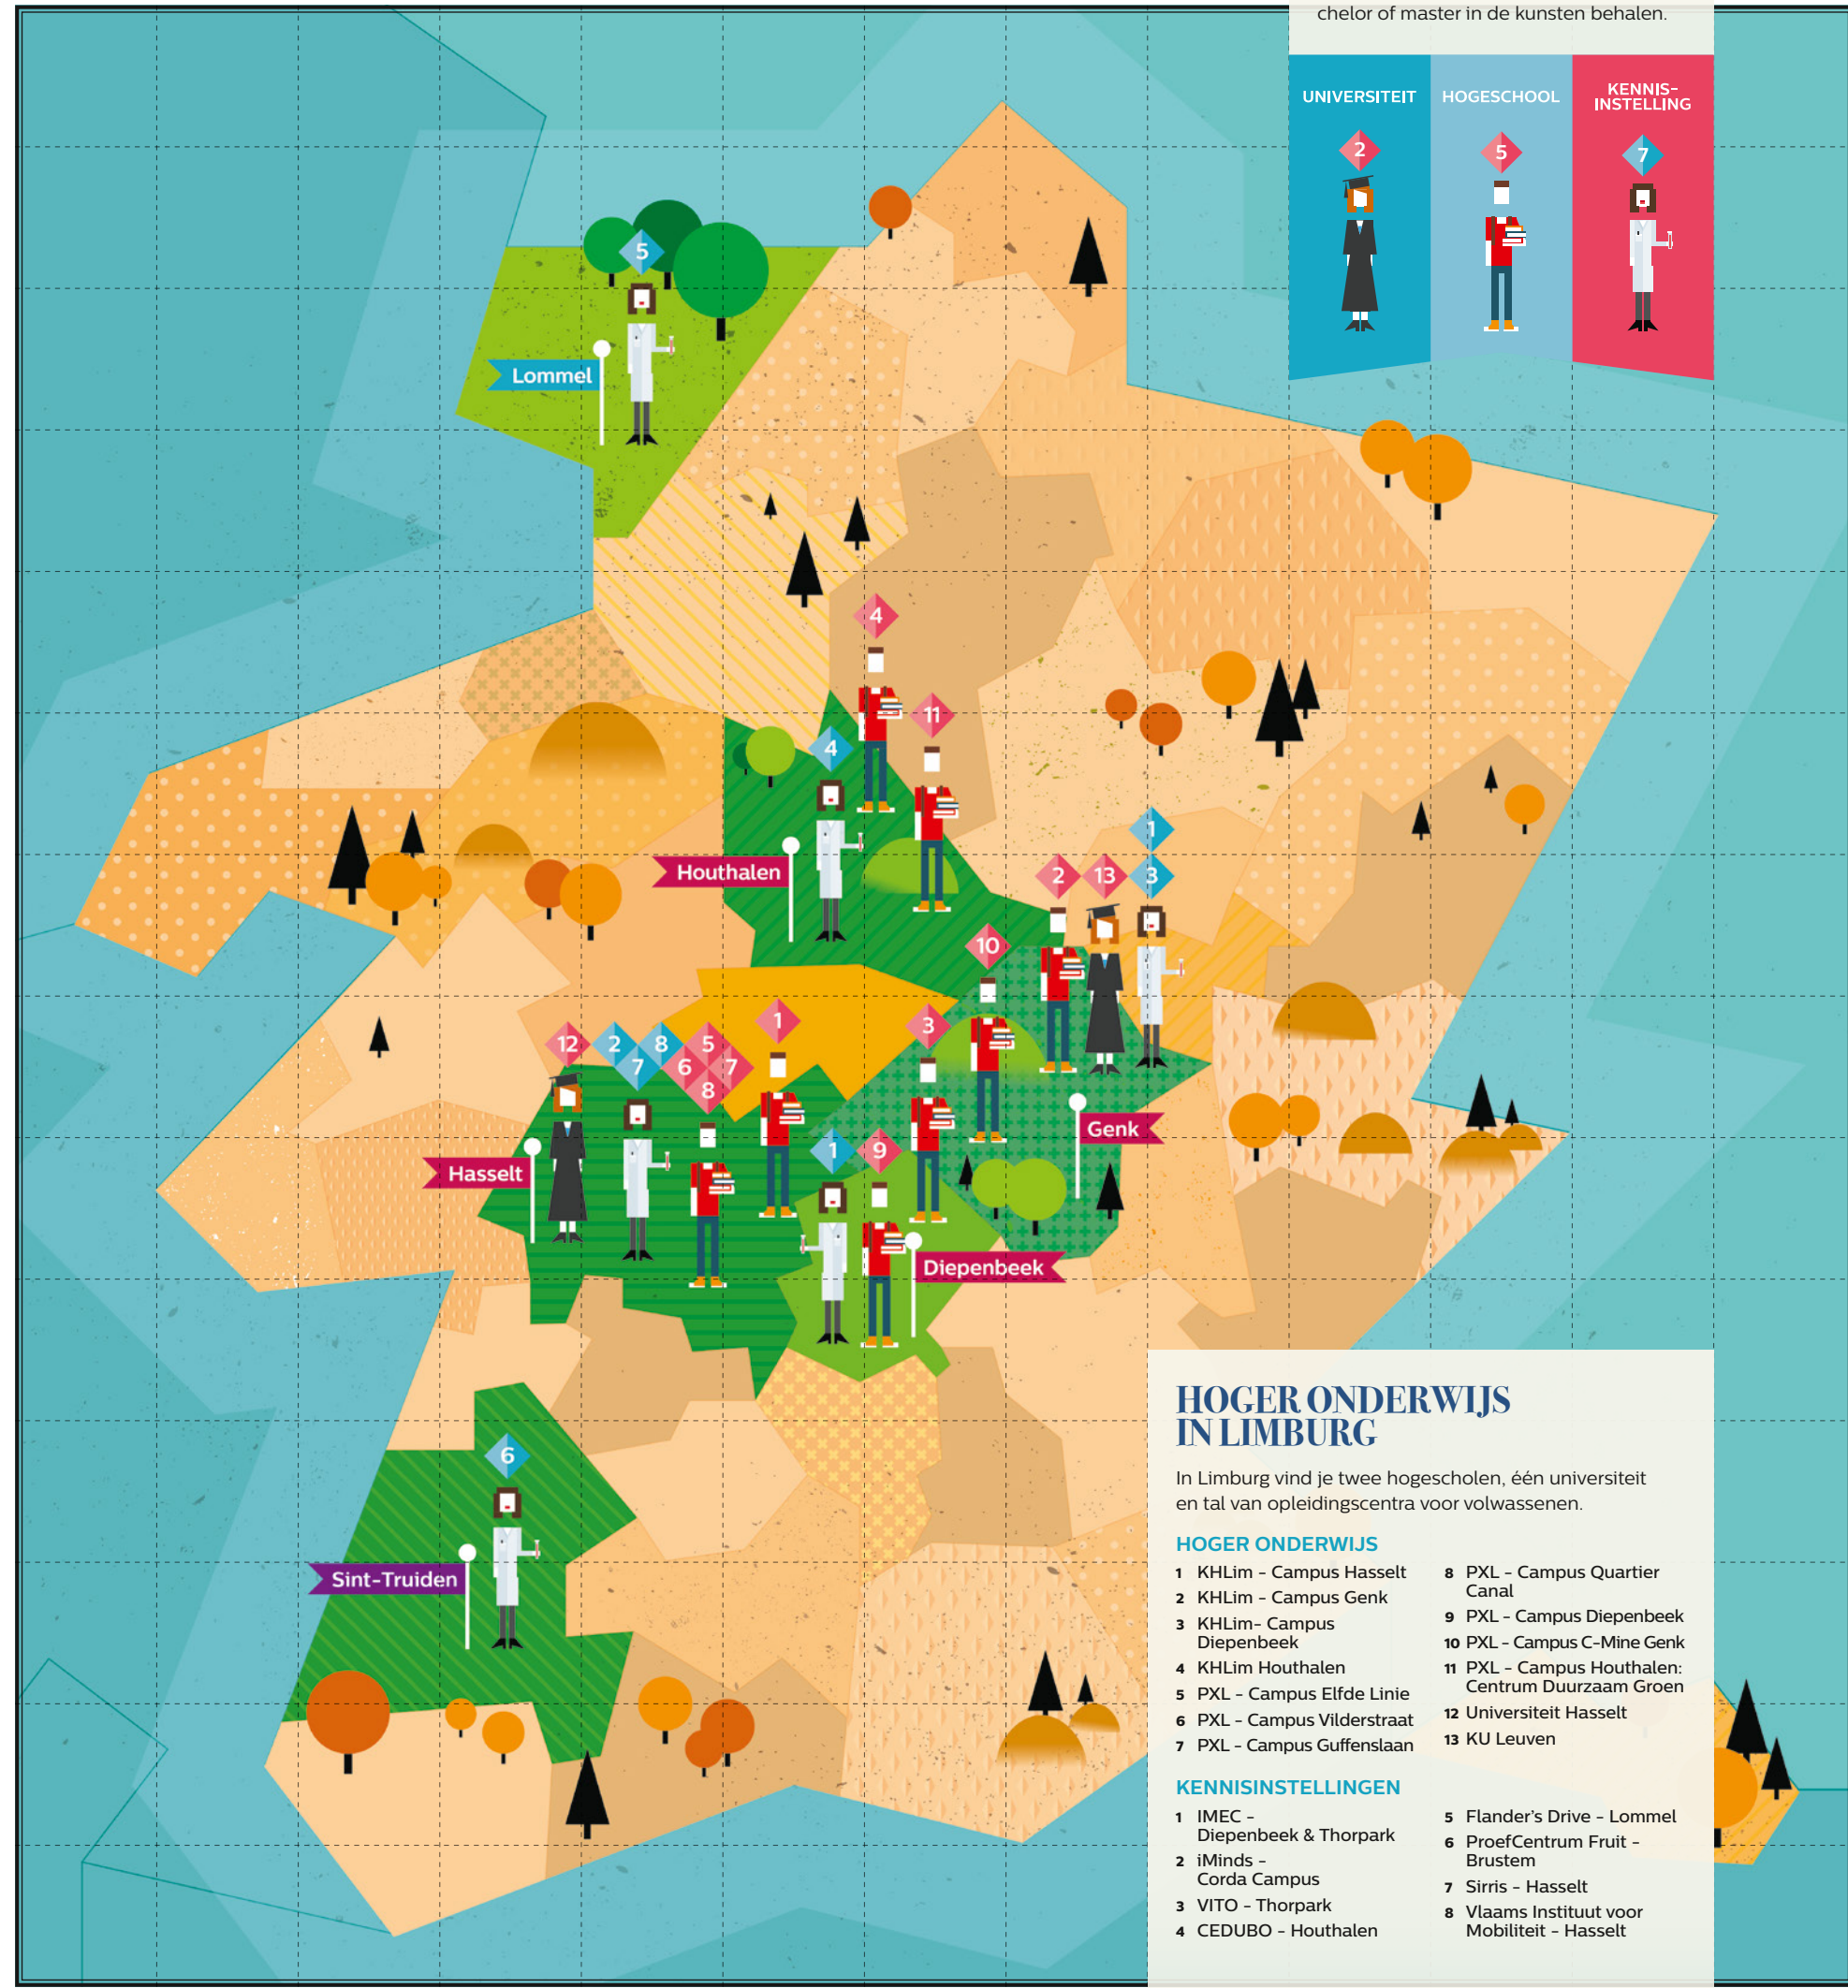 chelor of master in de kunsten behalen.
UNIVERSITEIT
2
HOGESCHOOL
5
KENNIS-
INSTELLING
7
5
Lommel
4
11
4
Houthalen
1
2
13
3
10
12
2
8
7
5
6
7
8
1
3
Hasselt
1
9
Genk
Diepenbeek
6
Sint-Truiden
HOGER ONDERWIJS
IN LIMBURG
In Limburg vind je twee hogescholen, één universiteit
en tal van opleidingscentra voor volwassenen.
HOGER ONDERWIJS
1 KHLim - Campus Hasselt
2 KHLim - Campus Genk
3 KHLim- Campus
Diepenbeek
4 KHLim Houthalen
5 PXL - Campus Elfde Linie
6 PXL - Campus Vilderstraat
7 PXL - Campus Guffenslaan
8 PXL - Campus Quartier
Canal
9 PXL - Campus Diepenbeek
10 PXL - Campus C-Mine Genk
11 PXL - Campus Houthalen:
Centrum Duurzaam Groen
12 Universiteit Hasselt
13 KU Leuven
KENNISINSTELLINGEN
1 IMEC -
Diepenbeek & Thorpark
2 iMinds -
Corda Campus
3 VITO - Thorpark
4 CEDUBO - Houthalen
5 Flander's Drive - Lommel
6 ProefCentrum Fruit -
Brustem
7 Sirris - Hasselt
8 Vlaams Instituut voor
Mobiliteit - Hasselt